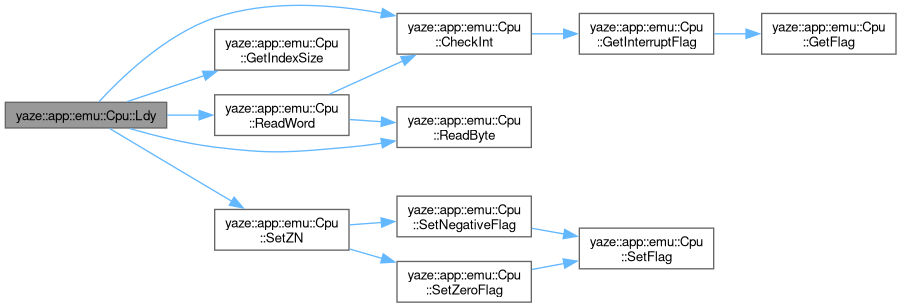 yaze::app::emu::Cpu::Ldy
yaze::app::emu::Cpu
::GetIndexSize
yaze::app::emu::Cpu
::ReadWord
yaze::app::emu::Cpu
::SetZN
yaze::app::emu::Cpu
::CheckInt
yaze::app::emu::Cpu
::ReadByte
yaze::app::emu::Cpu
::SetNegativeFlag
yaze::app::emu::Cpu
::SetZeroFlag
yaze::app::emu::Cpu
::GetInterruptFlag
yaze::app::emu::Cpu
::SetFlag
yaze::app::emu::Cpu
::GetFlag